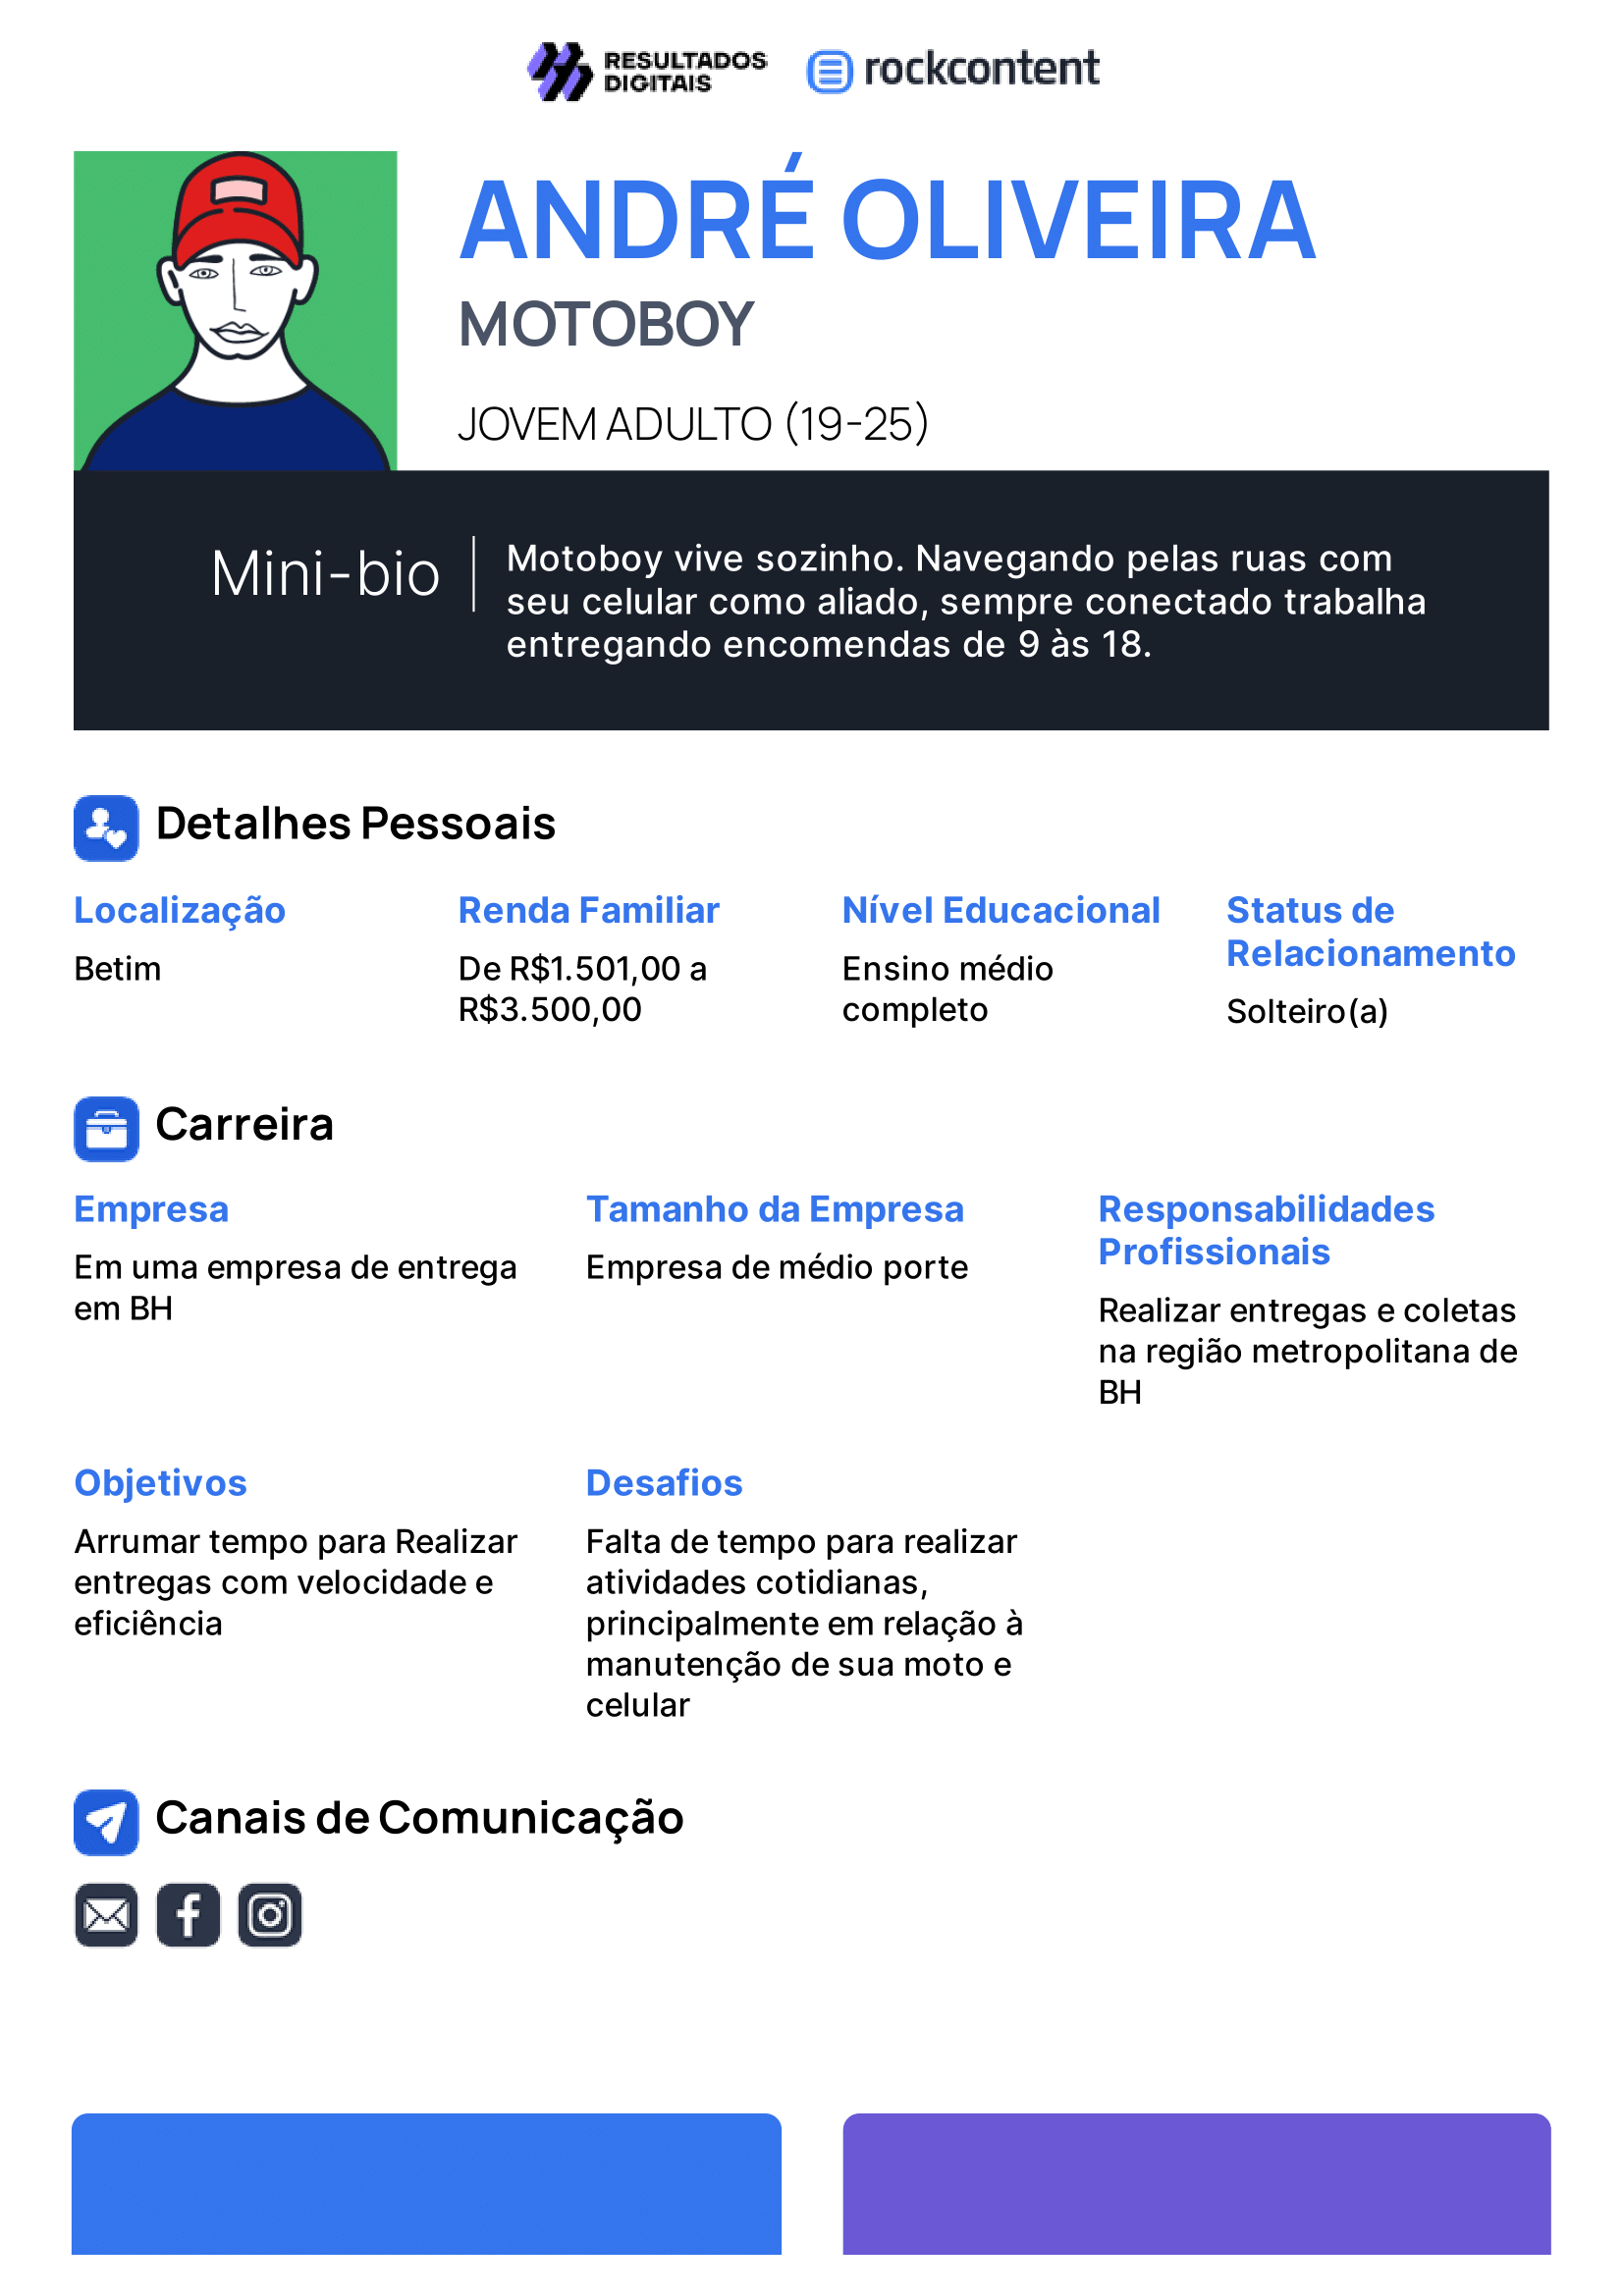 RESULTADOS
DIGITAIS
rockcontent
ANDRÉ OLIVEIRA
MOTOBOY
JOVEM ADULTO (19-25)
Mini-bio
Motoboy vive sozinho. Navegando pelas ruas com
seu celular como aliado, sempre conectado trabalha
entregando encomendas de 9 às 18.
Detalhes Pessoais
Localização
Betim
Renda Familiar
De R$1.501,00 a
R$3.500,00
Nível Educacional
Ensino médio
completo
Status de
Relacionamento
Solteiro(a)
Carreira
Empresa
Em uma empresa de entrega
em BH
Tamanho da Empresa
Empresa de médio porte
Responsabilidades
Profissionais
Realizar entregas e coletas
na região metropolitana de
BH
Objetivos
Arrumar tempo para Realizar
entregas com velocidade e
eficiência
Desafios
Falta de tempo para realizar
atividades cotidianas,
principalmente em relação à
manutenção de sua moto e
celular
Canais de Comunicação